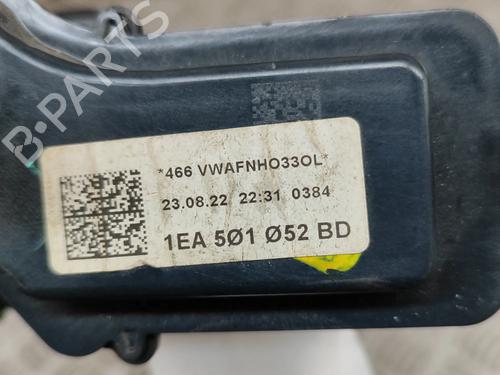 B-PARTS
*466 VWAFNHO33OL*
23.08.22 22:31 0384
1EA 5Ø1 Ø52 BD